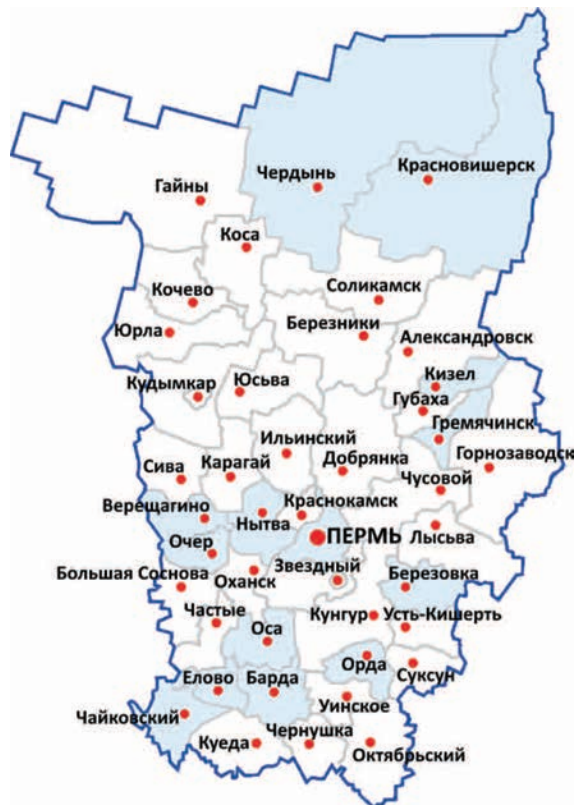 Чердынь
Красновишерск
Гайны
Коса
Кочево
Соликамск
Юрла
Березники
Александровск
Кудымкар
Юсьва
Кизел
Губаха
Гремячинск
Ильинский
Добрянка
Горнозаводск
Сива
Карагай
Чусовой
Верещагино
Нытва
Краснокамск
ПЕРМЬ
Лысьва
Очер
Звездный
Большая Соснова
Оханск
Березовка
Частые
Кунгур
Усть-Кишерть
Оса
Орда
Суксун
Елово
Барда
Уинское
Чайковский
Куеда
Чернушка
Октябрьский